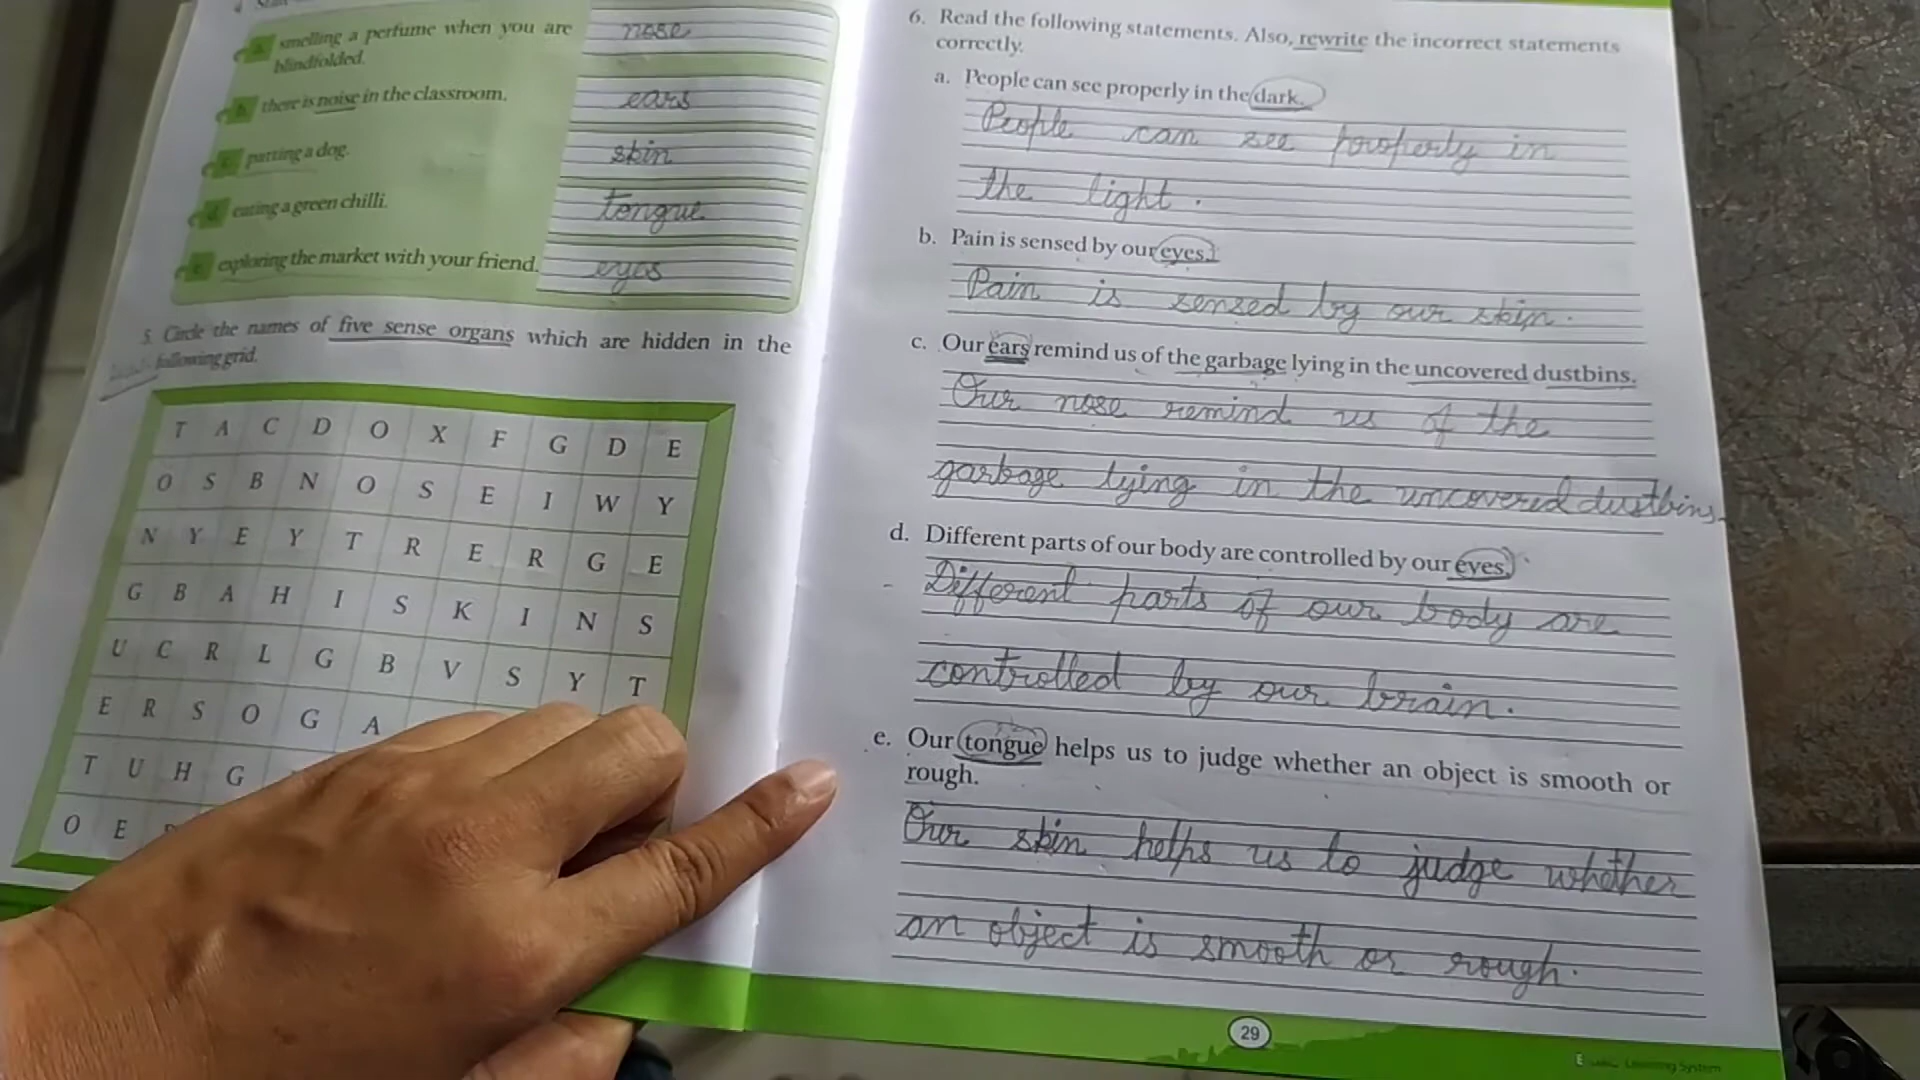 a. smelling a perfume when you are
blindfolded.
nose
b. there is noise in the classroom.
ears
c. patting a dog.
skin
d. eating a green chilli.
tongue
e. exploring the market with your friend.
eyes
5. Circle the names of five sense organs which are hidden in the
following grid.
T A C D O X F G D E
O S B N O S E I W Y
N Y E Y T R E R G E
G B A H I S K I N S
U C R L G B V S Y T
E R S O G A
T U H G
O E
6. Read the following statements. Also, rewrite the incorrect statements
correctly.
a. People can see properly in the dark.
People can see properly in
the light.
b. Pain is sensed by our eyes.
Pain is sensed by our skin.
c. Our ears remind us of the garbage lying in the uncovered dustbins.
Our nose remind us of the
garbage lying in the uncovered dustbins.
d. Different parts of our body are controlled by our eyes.
Different parts of our body are
controlled by our brain.
e. Our tongue helps us to judge whether an object is smooth or
rough.
Our skin helps us to judge whether
an object is smooth or rough.
29
Learning System